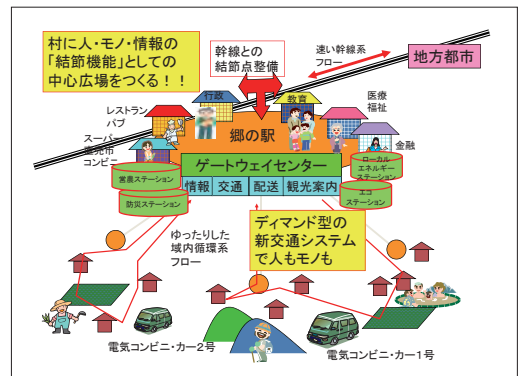 村に人・モノ・情報の
「結節機能」としての
中心広場をつくる！！
幹線との
結節点整備
速い幹線系
フロー
地方都市
行政
教育
医療
福祉
レストラン
パブ
郷の駅
金融
スーパー
直売市
コンビニ
ゲートウェイセンター
ローカル
エネルギー
ステーション
営農ステーション
情報
交通
配送
観光案内
エコ
ステーション
防災ステーション
ゆったりした
域内循環系
フロー
ディマンド型の
新交通システム
で人もモノも
電気コンビニ・カー2号
電気コンビニ・カー1号